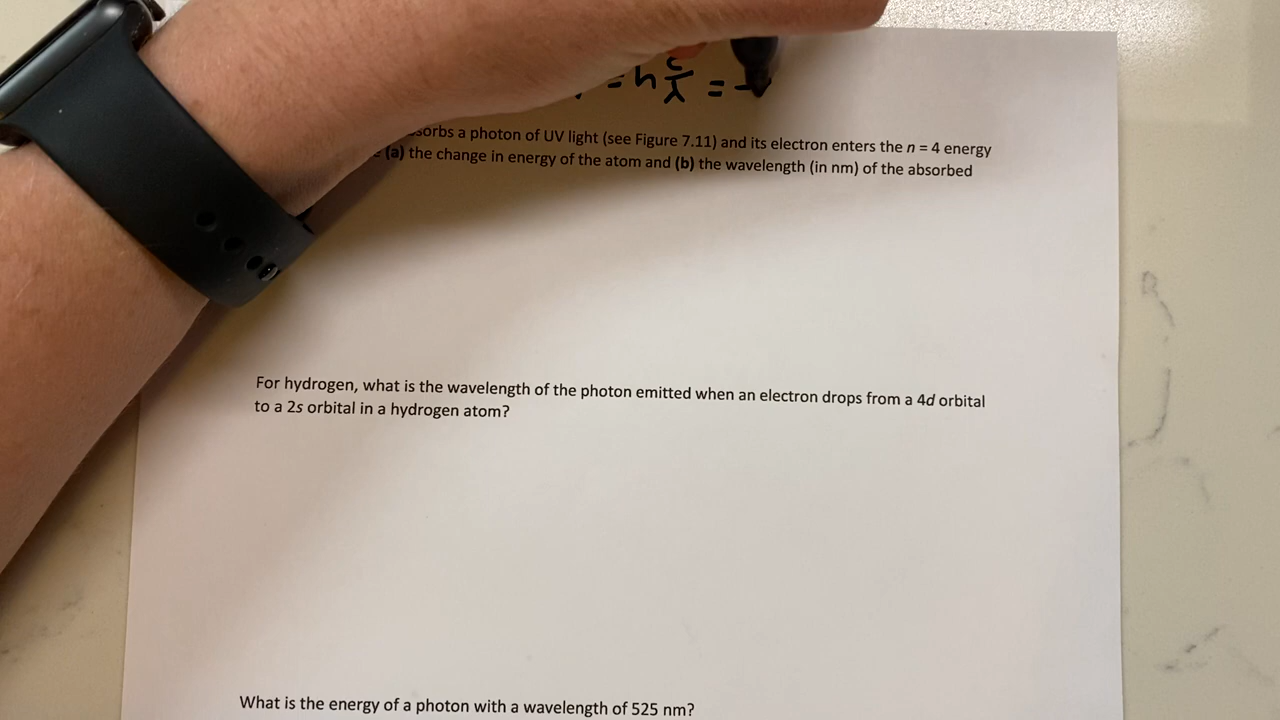 = h c/λ = -
a photon of UV light (see Figure 7.11) and its electron enters the n = 4 energy
(a) the change in energy of the atom and (b) the wavelength (in nm) of the absorbed
For hydrogen, what is the wavelength of the photon emitted when an electron drops from a 4d orbital
to a 2s orbital in a hydrogen atom?
What is the energy of a photon with a wavelength of 525 nm?